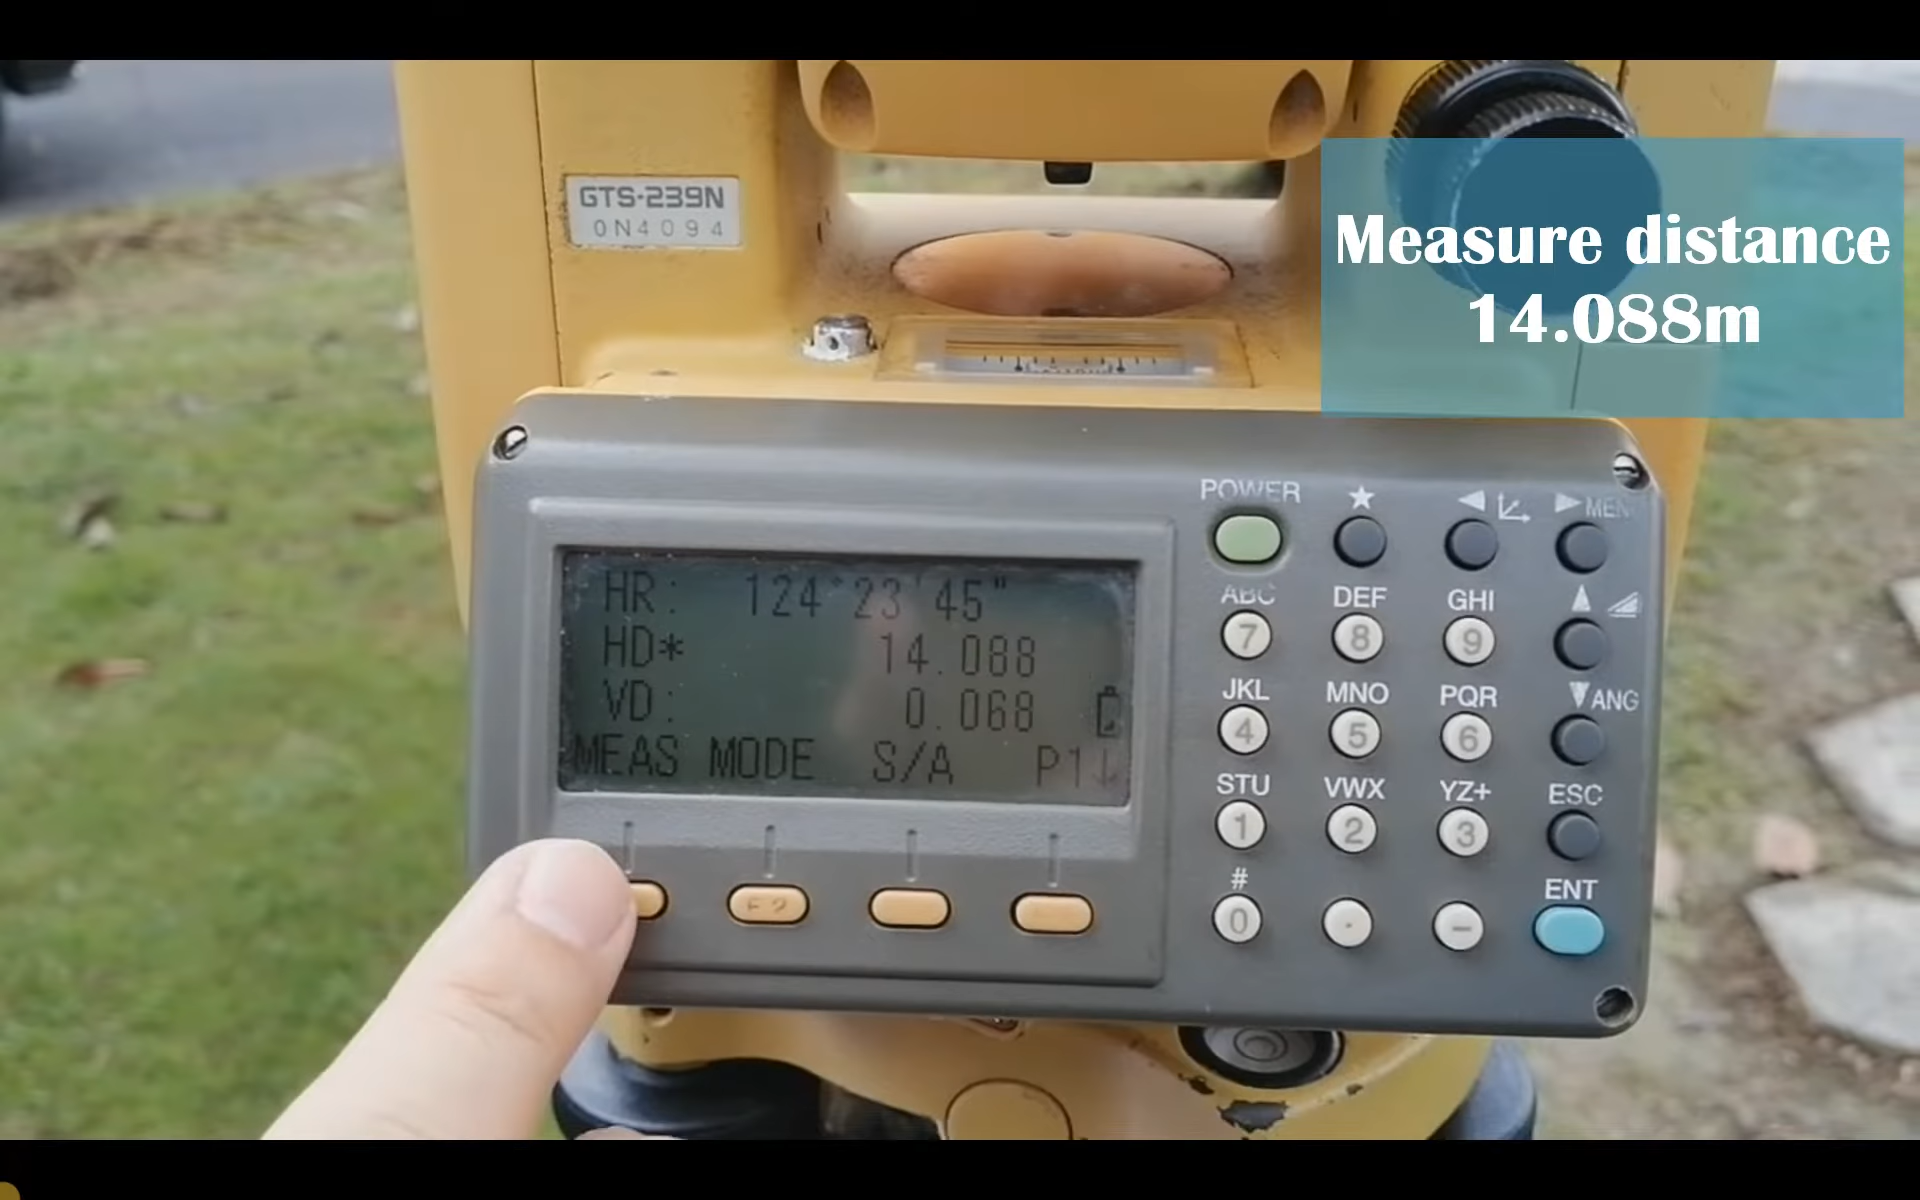 GTS-239N
0N4094
Measure distance
14.088m
HR: 124°23'45"
HD* 14.088
VD: 0.068
MEAS MODE S/A P1↓
F2
POWER ★ ◀ ▶ MENU
ABC DEF GHI ▲
7 8 9
JKL MNO PQR ▼ ANG
4 5 6
STU VWX YZ+ ESC
1 2 3
# ENT
0 . −